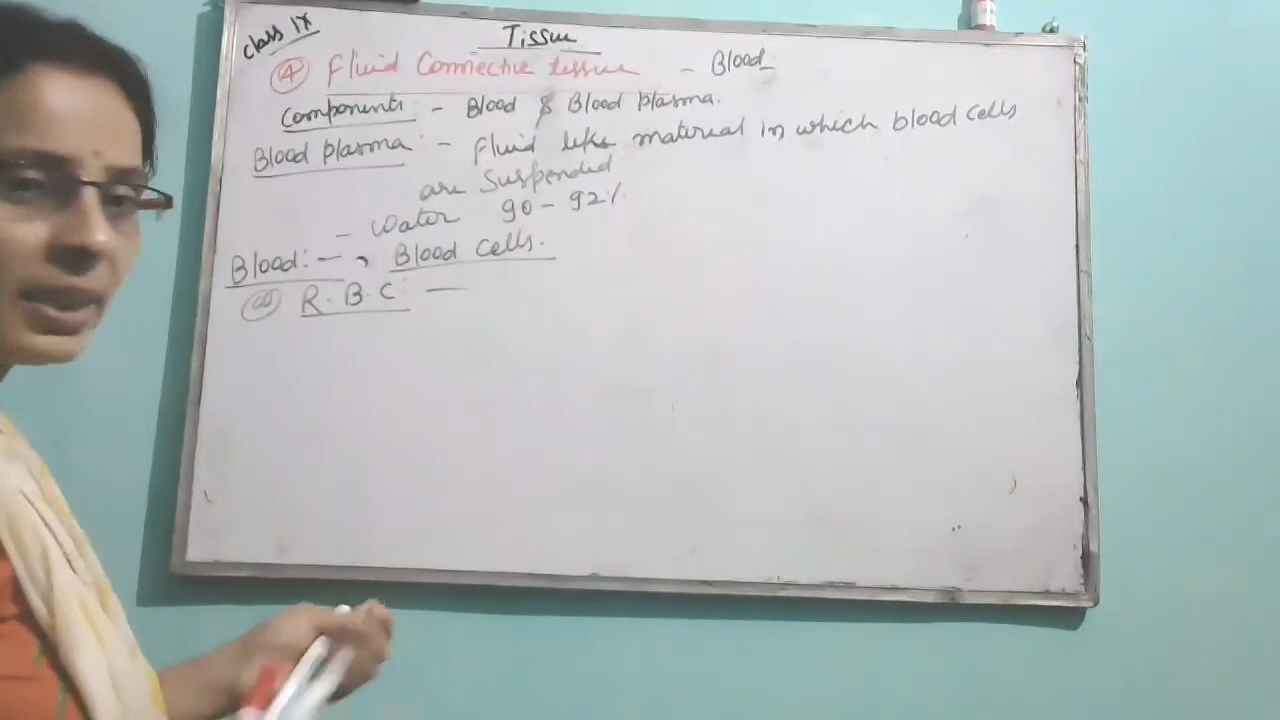 class IX
Tissue
④ Fluid Connective tissue - Blood
Components - Blood & Blood plasma.
Blood plasma - fluid like material in which blood cells
are suspended
- Water 90 - 92%
Blood:- , Blood cells.
R.B.C —